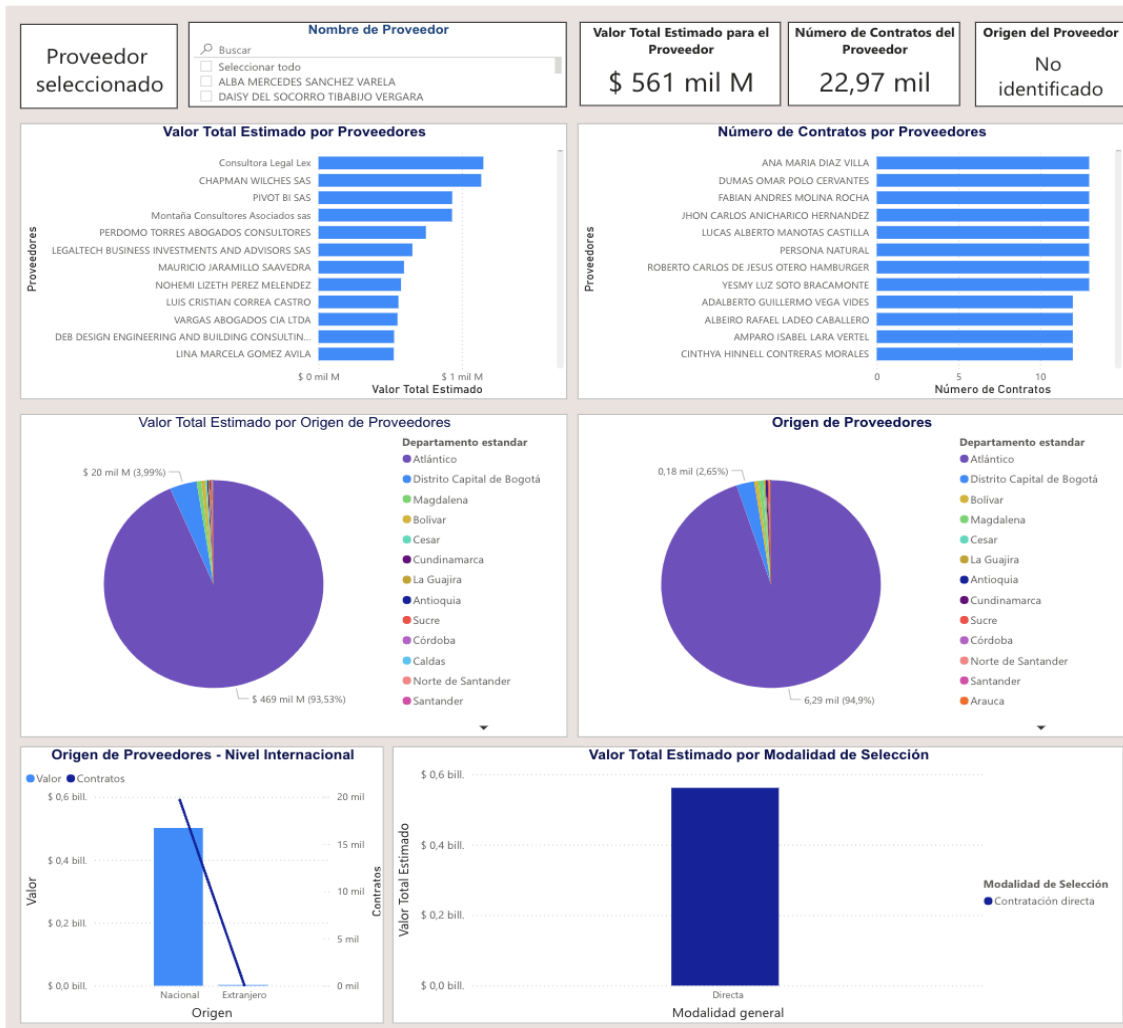 Proveedor
seleccionado
Nombre de Proveedor
Buscar
Seleccionar todo
ALBA MERCEDES SANCHEZ VARELA
DAISY DEL SOCORRO TIBABIJO VERGARA
Valor Total Estimado para el
Proveedor
$ 561 mil M
Número de Contratos del
Proveedor
22,97 mil
Origen del Proveedor
No
identificado
Valor Total Estimado por Proveedores
Proveedores
Consultora Legal Lex
CHAPMAN WILCHES SAS
PIVOT BI SAS
Montaña Consultores Asociados sas
PERDOMO TORRES ABOGADOS CONSULTORES
LEGALTECH BUSINESS INVESTMENTS AND ADVISORS SAS
MAURICIO JARAMILLO SAAVEDRA
NOHEMI LIZETH PEREZ MELENDEZ
LUIS CRISTIAN CORREA CASTRO
VARGAS ABOGADOS CIA LTDA
DEB DESIGN ENGINEERING AND BUILDING CONSULTIN...
LINA MARCELA GOMEZ AVILA
$ 0 mil M
$ 1 mil M
Valor Total Estimado
Número de Contratos por Proveedores
Proveedores
ANA MARIA DIAZ VILLA
DUMAS OMAR POLO CERVANTES
FABIAN ANDRES MOLINA ROCHA
JHON CARLOS ANICHARICO HERNANDEZ
LUCAS ALBERTO MANOTAS CASTILLA
PERSONA NATURAL
ROBERTO CARLOS DE JESUS OTERO HAMBURGER
YESMY LUZ SOTO BRACAMONTE
ADALBERTO GUILLERMO VEGA VIDES
ALBEIRO RAFAEL LADEO CABALLERO
AMPARO ISABEL LARA VERTEL
CINTHYA HINNELL CONTRERAS MORALES
0
5
10
Número de Contratos
Valor Total Estimado por Origen de Proveedores
$ 20 mil M (3,99%)
$ 469 mil M (93,53%)
Departamento estandar
Atlántico
Distrito Capital de Bogotá
Magdalena
Bolívar
Cesar
Cundinamarca
La Guajira
Antioquia
Sucre
Córdoba
Caldas
Norte de Santander
Santander
Origen de Proveedores
0,18 mil (2,65%)
6,29 mil (94,9%)
Departamento estandar
Atlántico
Distrito Capital de Bogotá
Bolívar
Magdalena
Cesar
La Guajira
Antioquia
Cundinamarca
Sucre
Córdoba
Norte de Santander
Santander
Arauca
Origen de Proveedores - Nivel Internacional
Valor
Contratos
$ 0,6 bill.
$ 0,4 bill.
$ 0,2 bill.
$ 0,0 bill.
Valor
20 mil
15 mil
10 mil
5 mil
0 mil
Contratos
Nacional
Extranjero
Origen
Valor Total Estimado por Modalidad de Selección
$ 0,6 bill.
$ 0,4 bill.
$ 0,2 bill.
$ 0,0 bill.
Valor Total Estimado
Directa
Modalidad general
Modalidad de Selección
Contratación directa